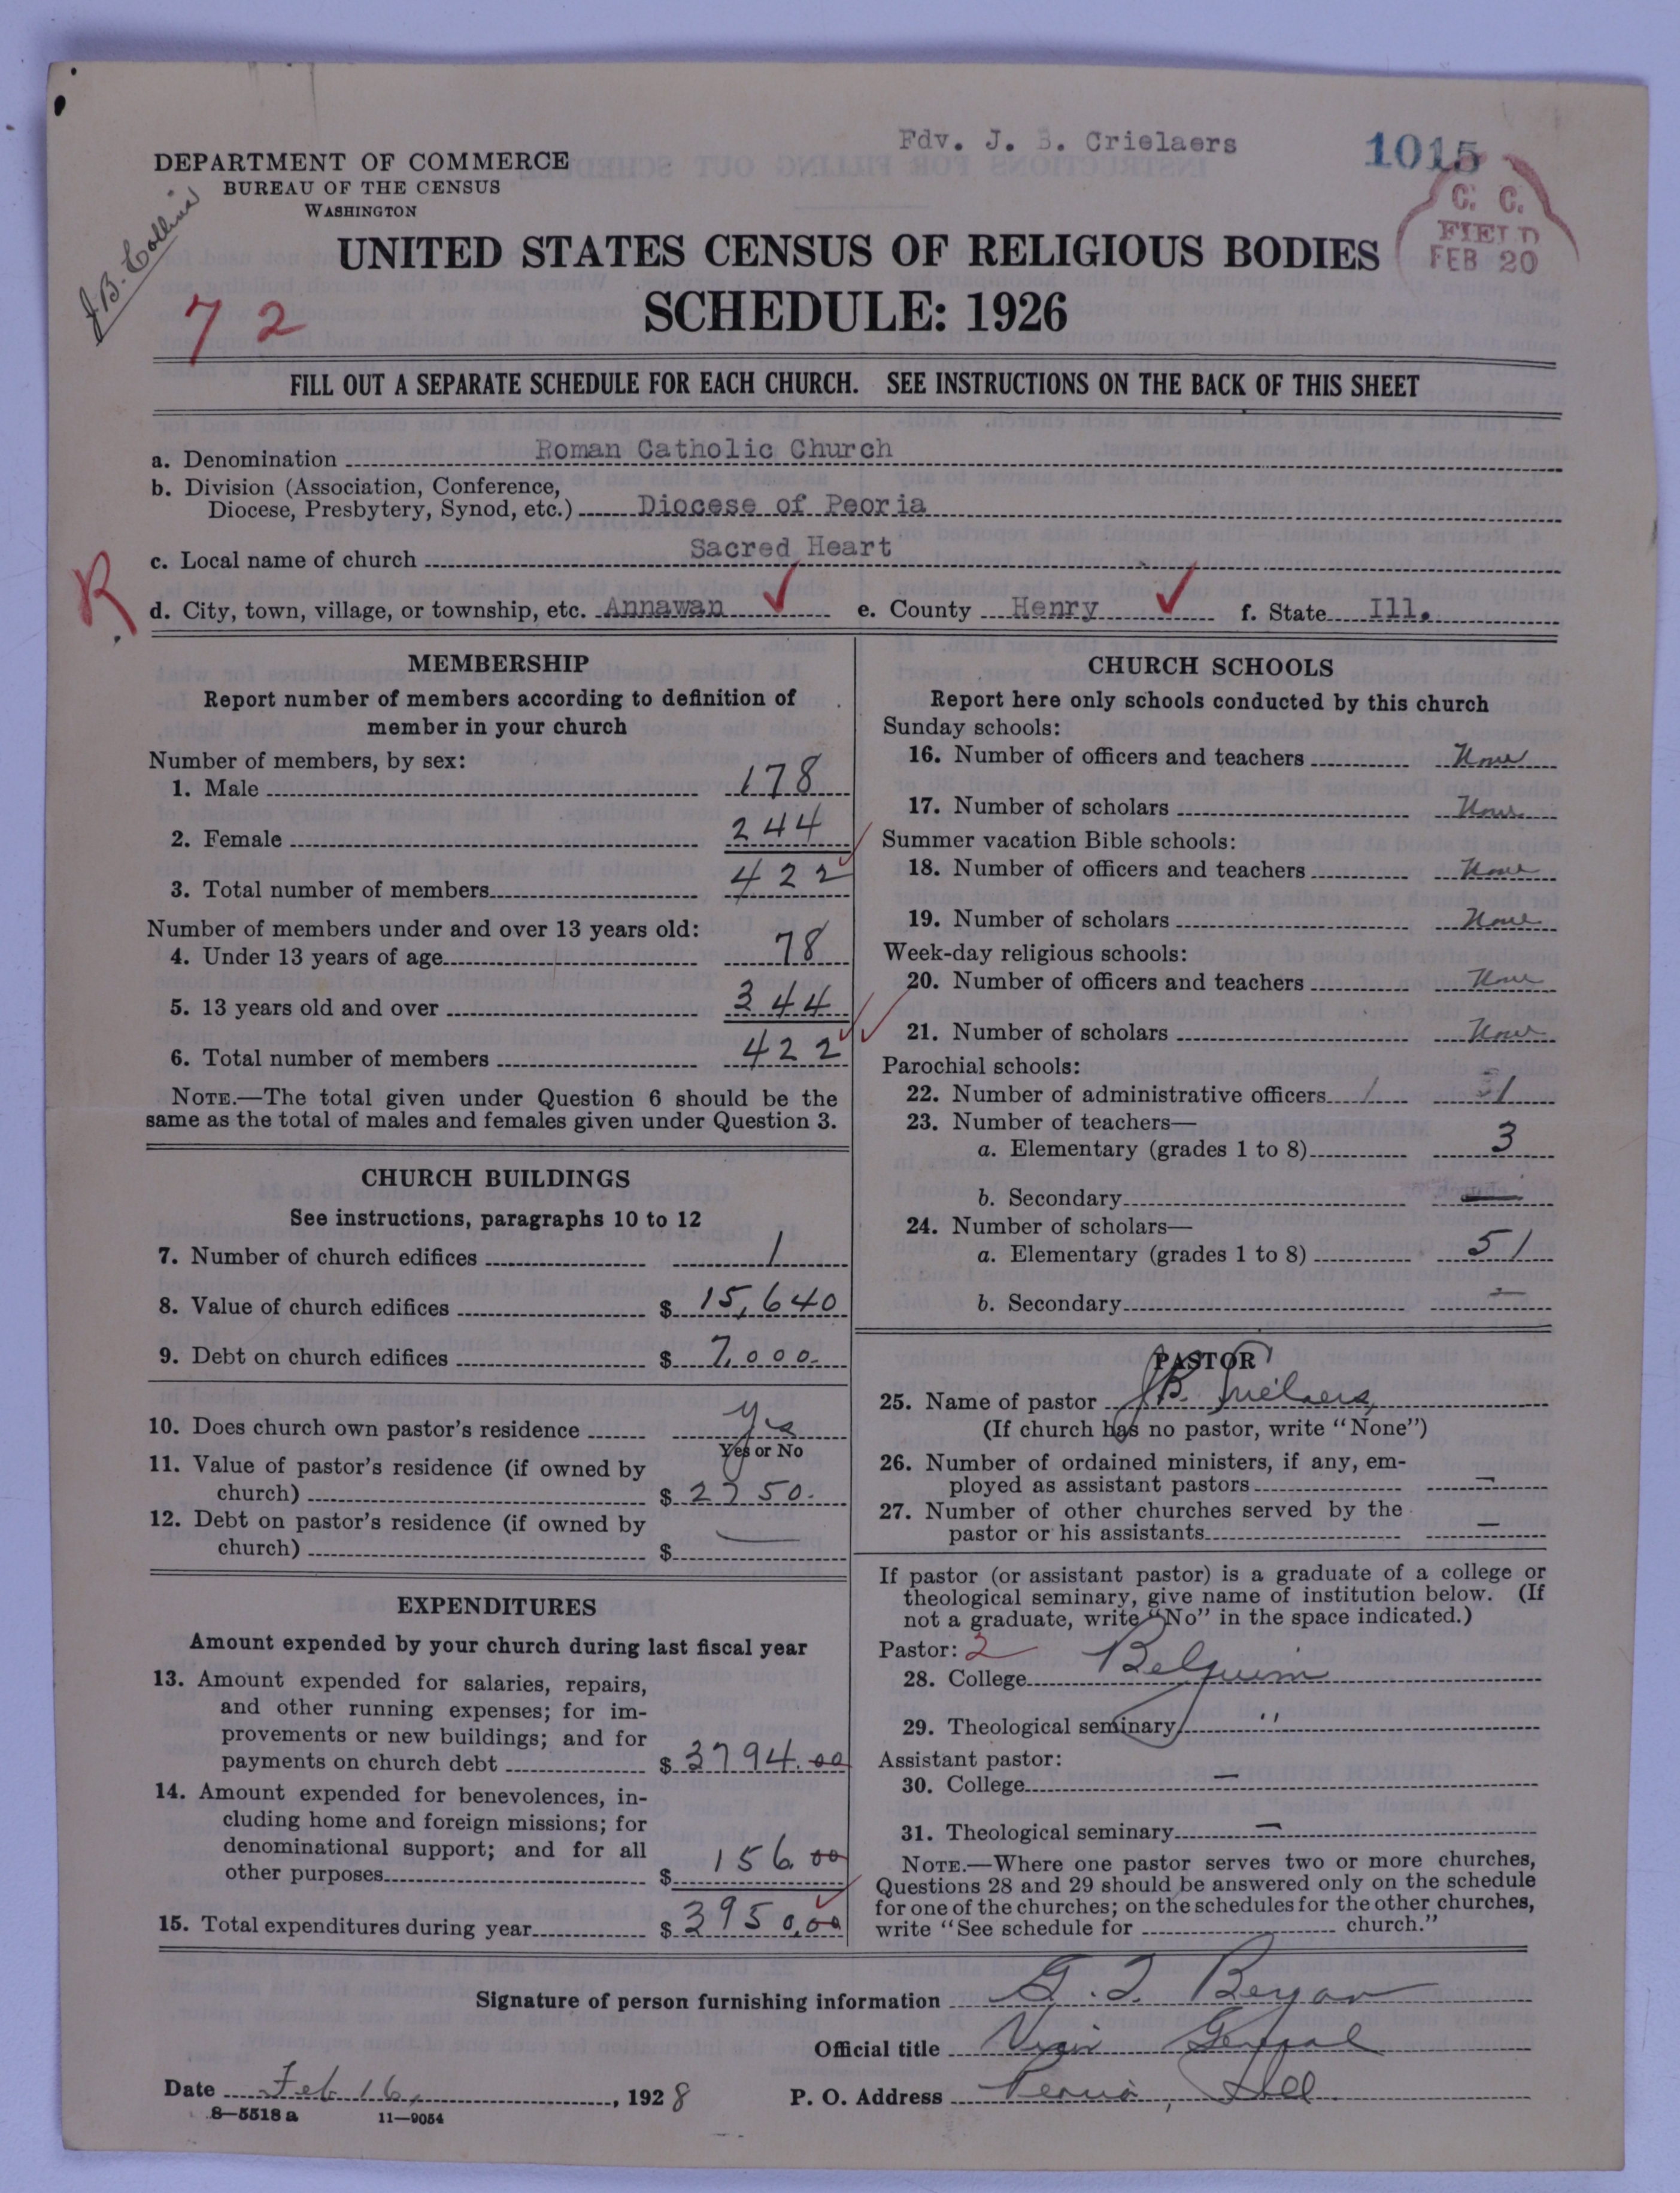 Fdv. J. B. Crielaers
1015
DEPARTMENT OF COMMERCE
BUREAU OF THE CENSUS
WASHINGTON
C. C.
FIELD
FEB 20
J.B. Collins
72
UNITED STATES CENSUS OF RELIGIOUS BODIES
SCHEDULE: 1926
FILL OUT A SEPARATE SCHEDULE FOR EACH CHURCH. SEE INSTRUCTIONS ON THE BACK OF THIS SHEET
a. Denomination Roman Catholic Church
b. Division (Association, Conference,
Diocese, Presbytery, Synod, etc.) Diocese of Peoria
c. Local name of church Sacred Heart
R
d. City, town, village, or township, etc. Annawan ✓ e. County Henry ✓ f. State Ill.
MEMBERSHIP
Report number of members according to definition of
member in your church
Number of members, by sex:
1. Male 178
2. Female 244
3. Total number of members 422
Number of members under and over 13 years old:
4. Under 13 years of age 78
5. 13 years old and over 344
6. Total number of members 422
NOTE.—The total given under Question 6 should be the
same as the total of males and females given under Question 3.
CHURCH BUILDINGS
See instructions, paragraphs 10 to 12
7. Number of church edifices 1
8. Value of church edifices $ 15,640
9. Debt on church edifices $ 7,000.
10. Does church own pastor's residence Yes
Yes or No
11. Value of pastor's residence (if owned by
church) $ 2750.
12. Debt on pastor's residence (if owned by
church) $ —
EXPENDITURES
Amount expended by your church during last fiscal year
13. Amount expended for salaries, repairs,
and other running expenses; for im-
provements or new buildings; and for
payments on church debt $ 3794.00
14. Amount expended for benevolences, in-
cluding home and foreign missions; for
denominational support; and for all
other purposes $ 156.00
15. Total expenditures during year $ 3950.00
CHURCH SCHOOLS
Report here only schools conducted by this church
Sunday schools:
16. Number of officers and teachers None
17. Number of scholars None
Summer vacation Bible schools:
18. Number of officers and teachers None
19. Number of scholars None
Week-day religious schools:
20. Number of officers and teachers None
21. Number of scholars None
Parochial schools:
22. Number of administrative officers 1 1
23. Number of teachers—
a. Elementary (grades 1 to 8) 3
b. Secondary —
24. Number of scholars—
a. Elementary (grades 1 to 8) 51
b. Secondary —
PASTOR
25. Name of pastor J B. Crielaers
(If church has no pastor, write "None")
26. Number of ordained ministers, if any, em-
ployed as assistant pastors —
27. Number of other churches served by the
pastor or his assistants —
If pastor (or assistant pastor) is a graduate of a college or
theological seminary, give name of institution below. (If
not a graduate, write "No" in the space indicated.)
Pastor: 2
28. College Belguim
29. Theological seminary "
Assistant pastor:
30. College —
31. Theological seminary —
NOTE.—Where one pastor serves two or more churches,
Questions 28 and 29 should be answered only on the schedule
for one of the churches; on the schedules for the other churches,
write "See schedule for church."
Signature of person furnishing information
Official title Vicar General
Date Feb 16, 1928 P. O. Address Peoria, Ill.
8—5518 a 11—9054